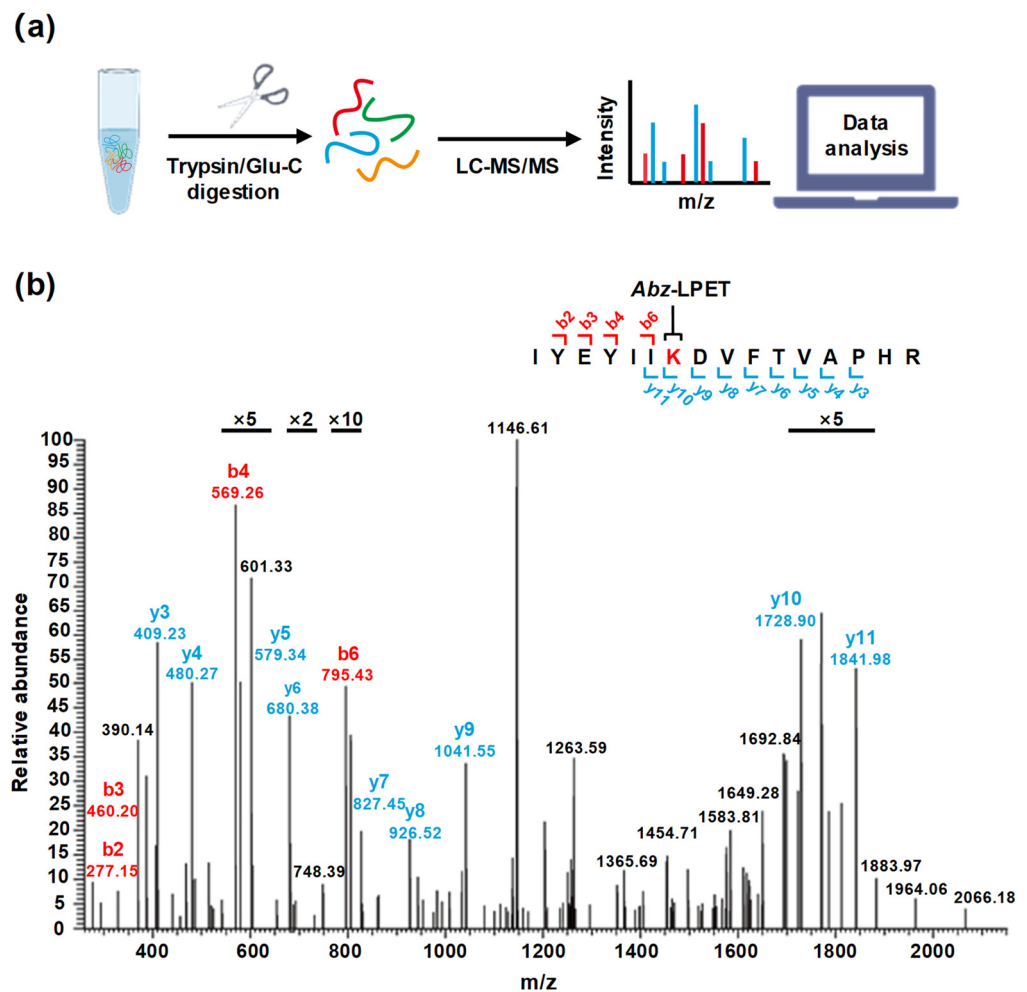 (a)
Trypsin/Glu-C
digestion
LC-MS/MS
Intensity
m/z
Data
analysis
(b)
Abz-LPET
b2 b3 b4 b6
I Y E Y I I K D V F T V A P H R
y11 y10 y9 y8 y7 y6 y5 y4 y3
×5 ×2 ×10 ×5
Relative abundance
100
95
90
85
80
75
70
65
60
55
50
45
40
35
30
25
20
15
10
5
0
1146.61
b4
569.26
601.33
y3
409.23
y4
480.27
y5
579.34
y6
680.38
b6
795.43
390.14
b3
460.20
b2
277.15
748.39
y7
827.45
y8
926.52
y9
1041.55
1263.59
1365.69
1454.71
1583.81
1649.28
1692.84
y10
1728.90
y11
1841.98
1883.97
1964.06
2066.18
400 600 800 1000 1200 1400 1600 1800 2000
m/z